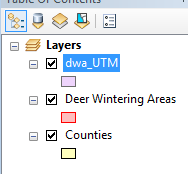 Table Of Contents
Layers
dwa_UTM
Deer Wintering Areas
Counties